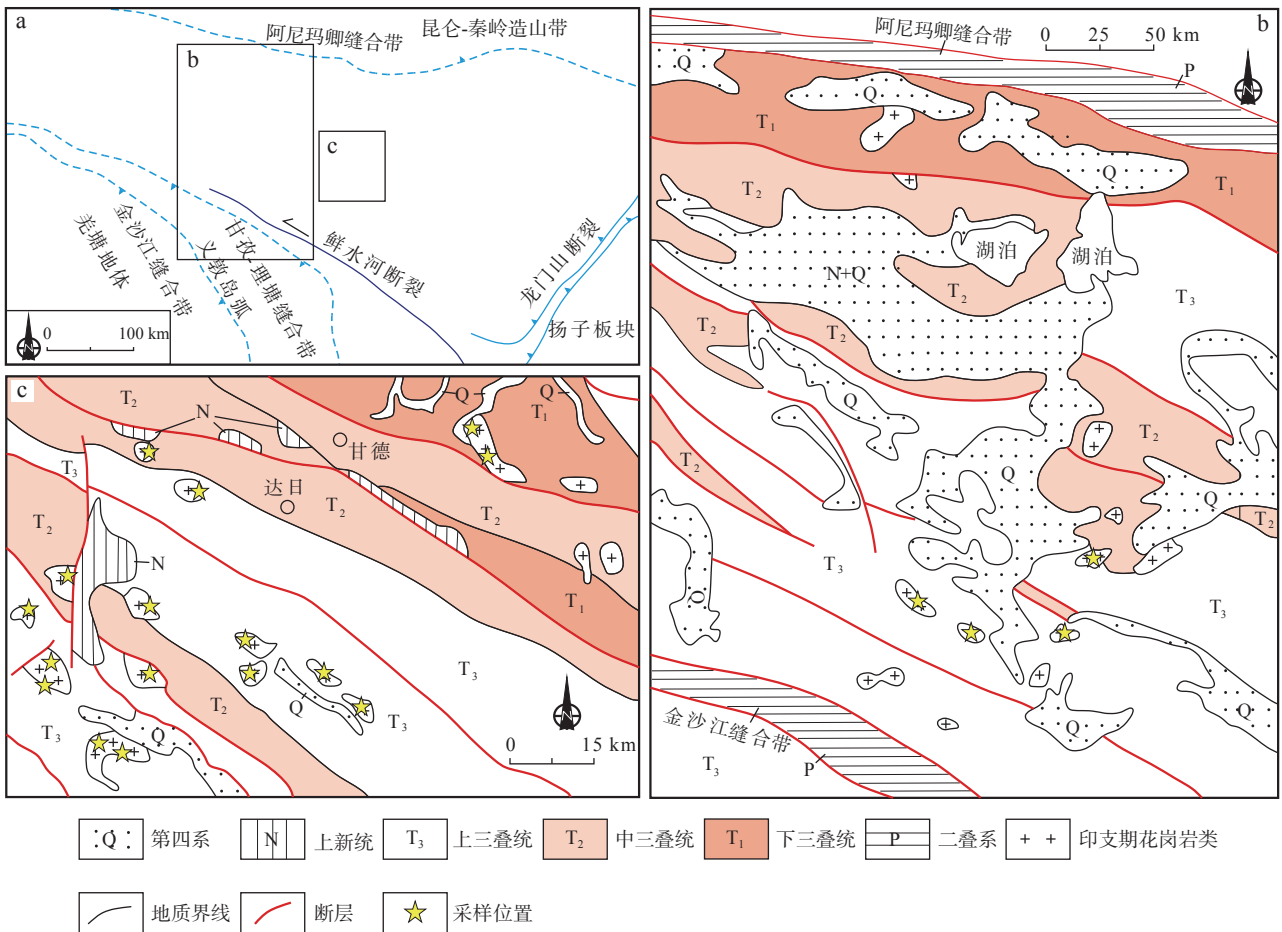 a
阿尼玛卿缝合带
昆仑-秦岭造山带
b
c
羌塘地体
金沙江缝合带
义敦岛弧
甘孜-理塘缝合带
鲜水河断裂
龙门山断裂
扬子板块
N
0 100 km
b
阿尼玛卿缝合带
0 25 50 km
P
N
Q
Q
T1
Q
T1
T2
湖泊
湖泊
N+Q
T2
T3
T2
T2
Q
T2
T2
Q
Q
T2
T3
Q
T3
金沙江缝合带
Q
Q
T3
P
c
T2
N
Q
Q
T1
甘德
T3
达日
T2
T2
T2
N
T1
T3
T2
Q
T3
T3
Q
N
0 15 km
Q 第四系
N 上新统
T3 上三叠统
T2 中三叠统
T1 下三叠统
P 二叠系
印支期花岗岩类
地质界线
断层
采样位置